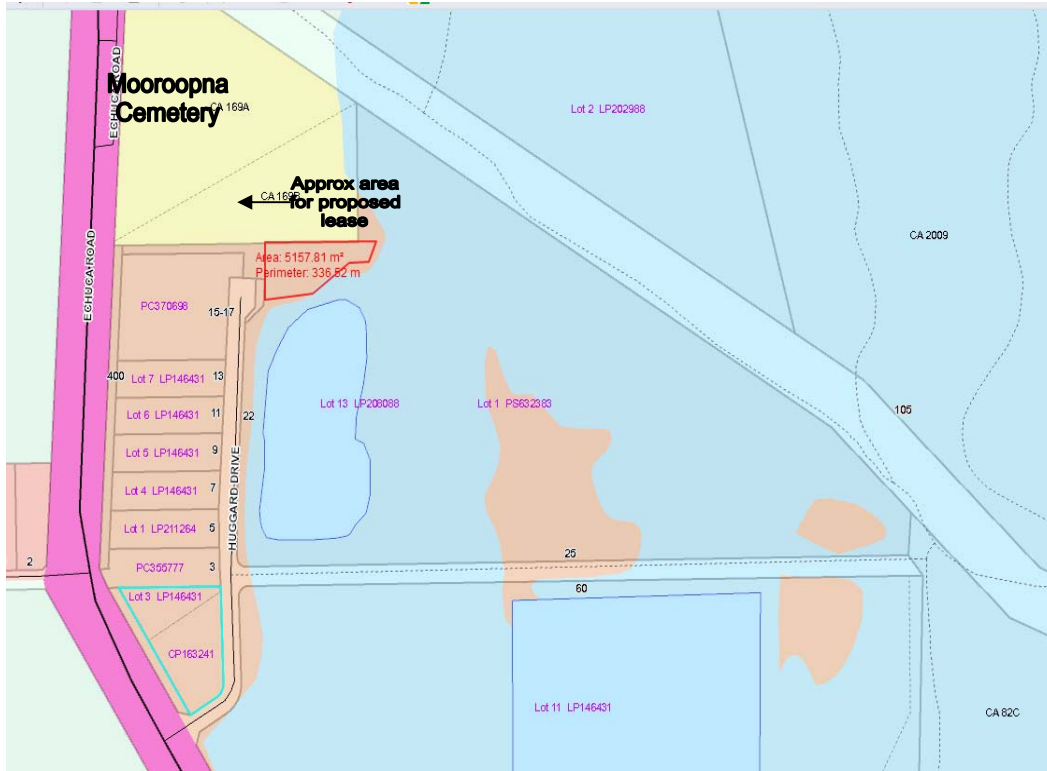 ECHUCA ROAD
Mooroopna
Cemetery
CA 169A
Lot 2 LP202988
CA 2009
Approx area
for proposed
lease
Area: 5157.81 m²
Perimeter: 336.52 m
ECHUCA ROAD
PC370698
15-17
400
Lot 7 LP146431
13
Lot 6 LP146431
11
22
Lot 13 LP208088
Lot 1 PS632383
105
Lot 5 LP146431
9
Lot 4 LP146431
7
HUGGARD DRIVE
Lot 1 LP211264
5
2
PC355777
3
25
60
Lot 3 LP146431
CP163241
Lot 11 LP146431
CA 82C